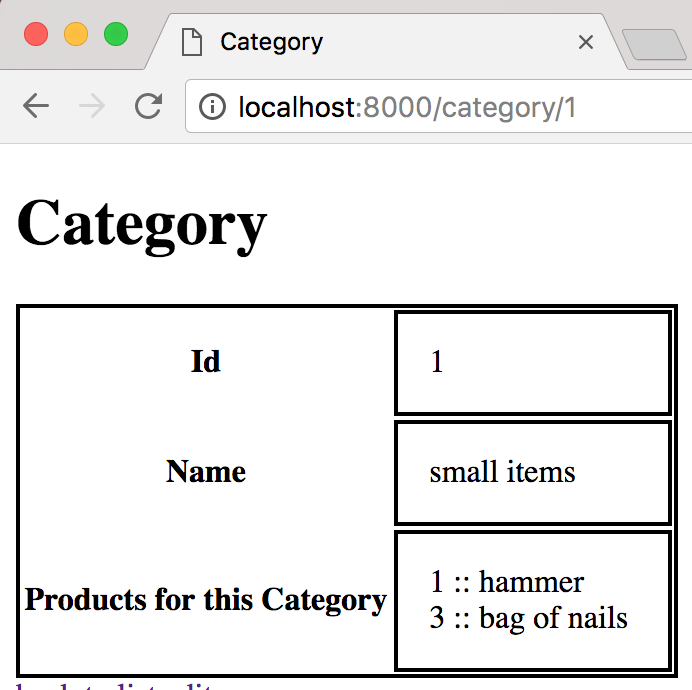 Category
localhost:8000/category/1
Category
Id 1
Name small items
Products for this Category
1 :: hammer
3 :: bag of nails